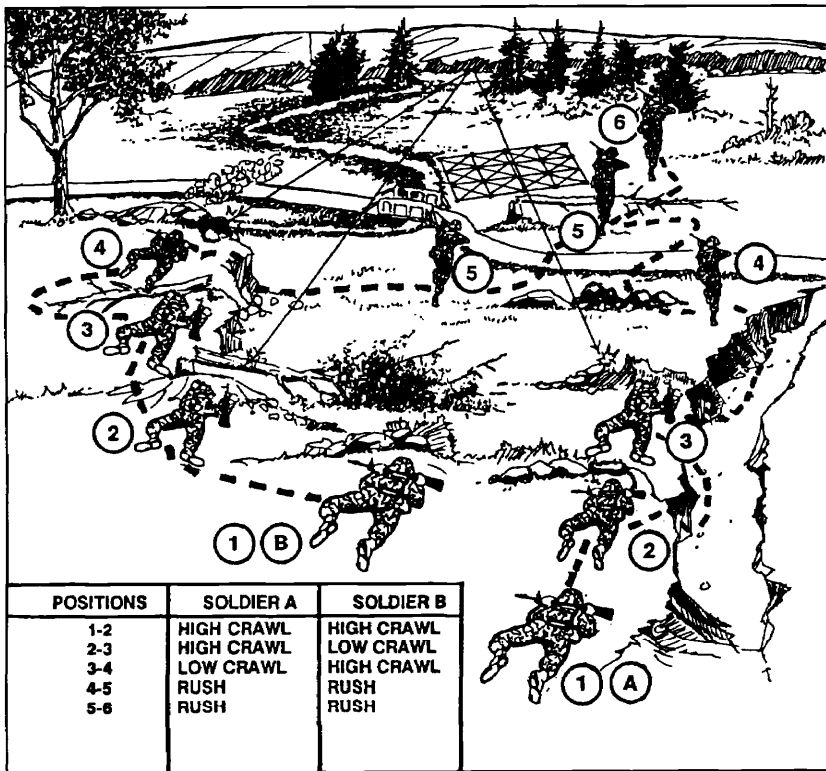 6
5
4
5
4
3
2
3
1 B
2
1 A
POSITIONS SOLDIER A SOLDIER B
1-2 HIGH CRAWL HIGH CRAWL
2-3 HIGH CRAWL LOW CRAWL
3-4 LOW CRAWL HIGH CRAWL
4-5 RUSH RUSH
5-6 RUSH RUSH